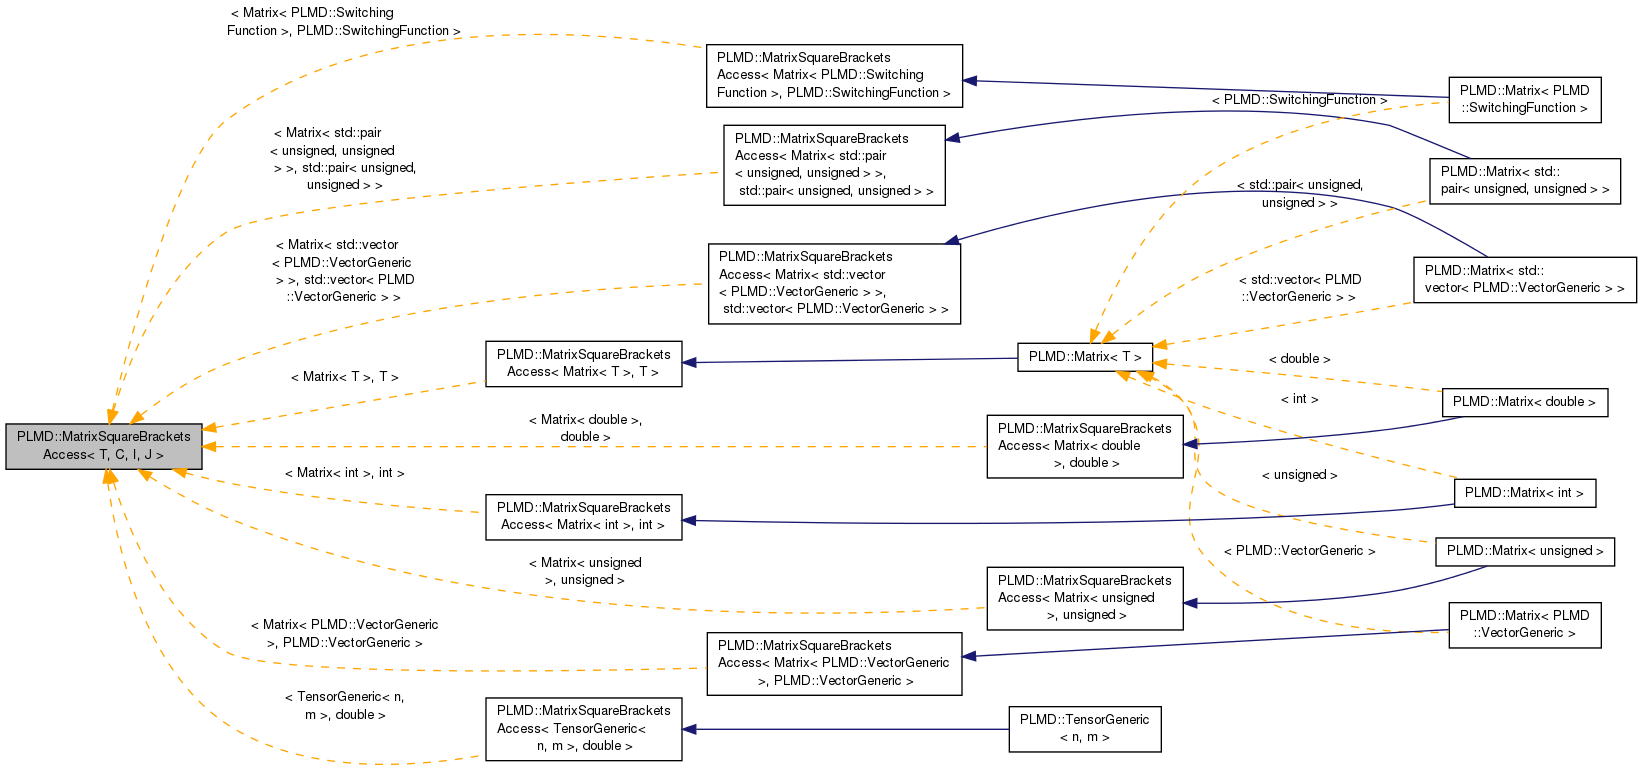 < Matrix< PLMD::Switching
Function >, PLMD::SwitchingFunction >
PLMD::MatrixSquareBrackets
Access< Matrix< PLMD::Switching
Function >, PLMD::SwitchingFunction >
PLMD::Matrix< PLMD
::SwitchingFunction >
< PLMD::SwitchingFunction >
< Matrix< std::pair
< unsigned, unsigned
> >, std::pair< unsigned,
unsigned > >
PLMD::MatrixSquareBrackets
Access< Matrix< std::pair
< unsigned, unsigned > >,
std::pair< unsigned, unsigned > >
PLMD::Matrix< std::
pair< unsigned, unsigned > >
< std::pair< unsigned,
unsigned > >
< Matrix< std::vector
< PLMD::VectorGeneric
> >, std::vector< PLMD
::VectorGeneric > >
PLMD::MatrixSquareBrackets
Access< Matrix< std::vector
< PLMD::VectorGeneric > >,
std::vector< PLMD::VectorGeneric > >
PLMD::Matrix< std::
vector< PLMD::VectorGeneric > >
< std::vector< PLMD
::VectorGeneric > >
< Matrix< T >, T >
PLMD::MatrixSquareBrackets
Access< Matrix< T >, T >
PLMD::Matrix< T >
< double >
PLMD::Matrix< double >
< int >
PLMD::MatrixSquareBrackets
Access< T, C, I, J >
< Matrix< double >,
double >
PLMD::MatrixSquareBrackets
Access< Matrix< double
>, double >
< Matrix< int >, int >
PLMD::MatrixSquareBrackets
Access< Matrix< int >, int >
< unsigned >
PLMD::Matrix< int >
< Matrix< unsigned
>, unsigned >
PLMD::MatrixSquareBrackets
Access< Matrix< unsigned
>, unsigned >
< PLMD::VectorGeneric >
PLMD::Matrix< unsigned >
< Matrix< PLMD::VectorGeneric
>, PLMD::VectorGeneric >
PLMD::MatrixSquareBrackets
Access< Matrix< PLMD::VectorGeneric
>, PLMD::VectorGeneric >
PLMD::Matrix< PLMD
::VectorGeneric >
< TensorGeneric< n,
m >, double >
PLMD::MatrixSquareBrackets
Access< TensorGeneric<
n, m >, double >
PLMD::TensorGeneric
< n, m >